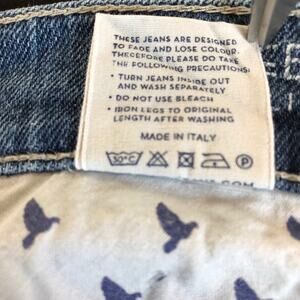 THESE JEANS ARE DESIGNED
TO FADE AND LOSE COLOUR.
THEREFORE PLEASE DO TAKE
THE FOLLOWING PRECAUTIONS:
• TURN JEANS INSIDE OUT
AND WASH SEPARATELY
• DO NOT USE BLEACH
• IRON LEGS TO ORIGINAL
LENGTH AFTER WASHING
MADE IN ITALY
30°C P
.COM